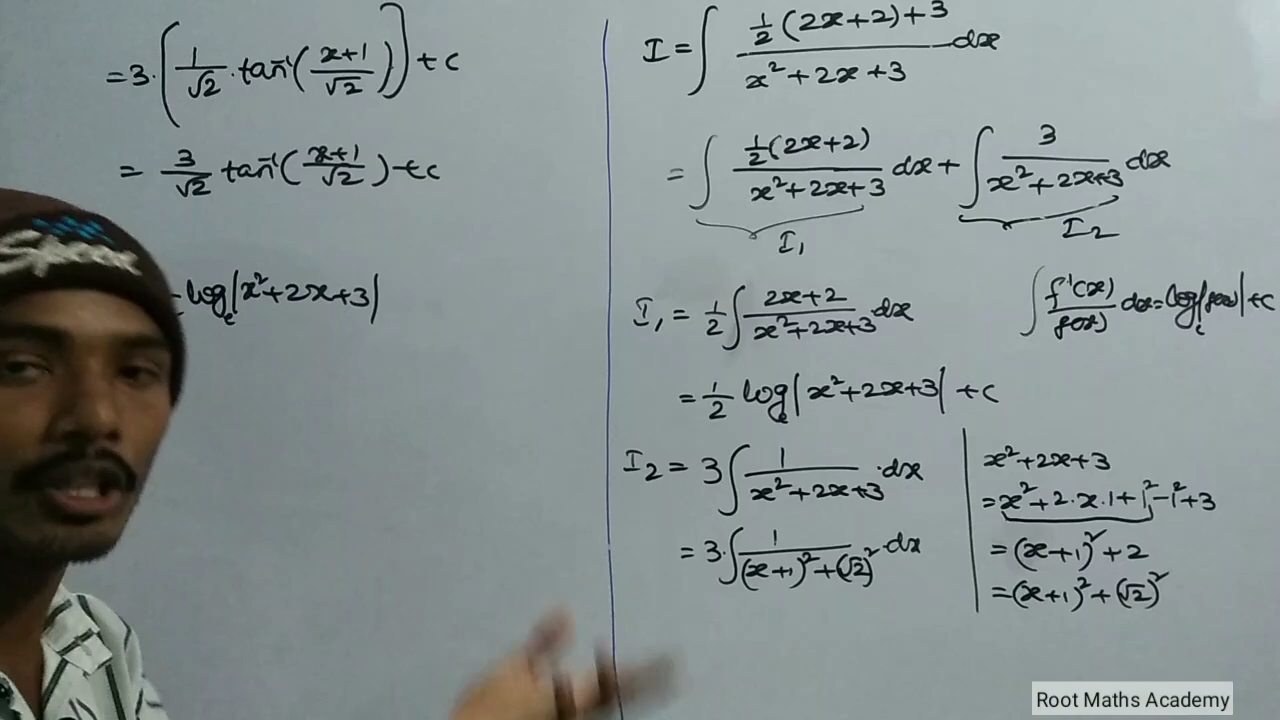 = 3·(1/√2 · tan⁻¹((x+1)/√2)) + c
= 3/√2 tan⁻¹((x+1)/√2) + c
log_e|x²+2x+3|
I = ∫ (1/2(2x+2)+3)/(x²+2x+3) dx
= ∫ (1/2(2x+2))/(x²+2x+3) dx + ∫ 3/(x²+2x+3) dx
I₁ I₂
I₁ = 1/2 ∫ (2x+2)/(x²+2x+3) dx
∫ f'(x)/f(x) dx = log_e|f(x)| + c
= 1/2 log_e|x²+2x+3| + c
I₂ = 3 ∫ 1/(x²+2x+3) · dx
= 3·∫ 1/((x+1)²+(√2)²) dx
x²+2x+3
= x²+2·x·1+1²-1²+3
= (x+1)²+2
= (x+1)²+(√2)²
Root Maths Academy